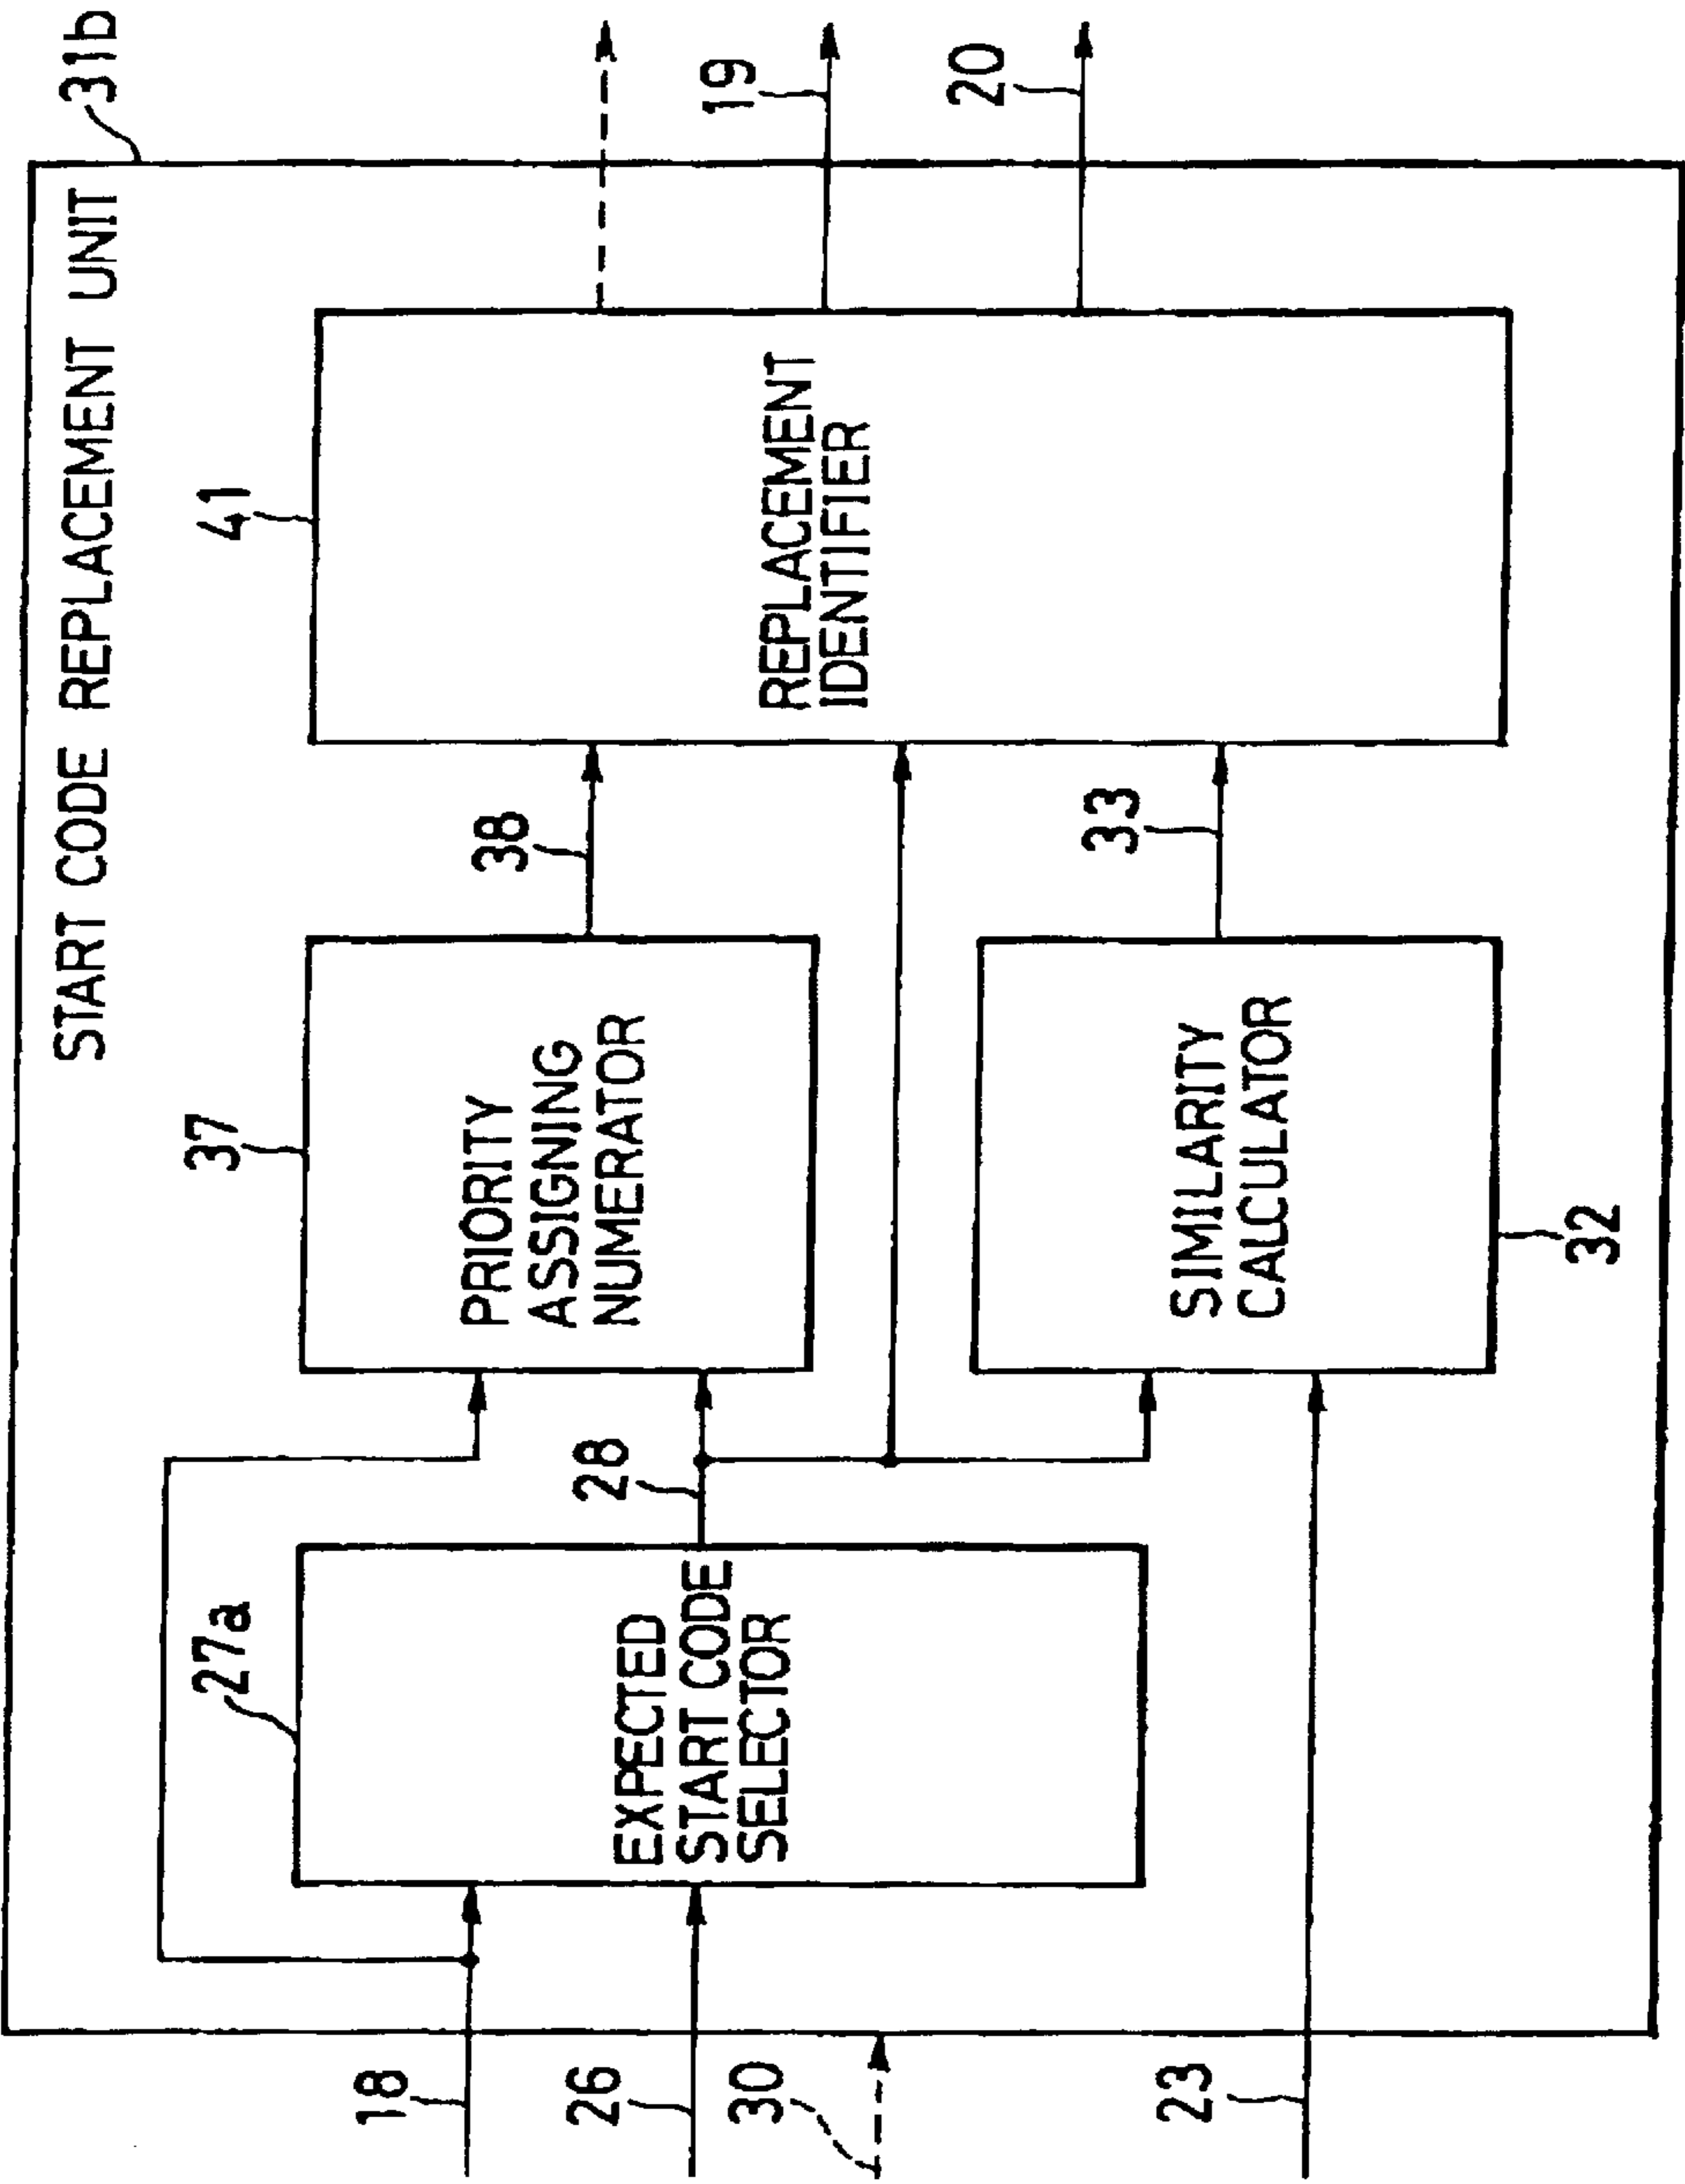 START CODE REPLACEMENT UNIT
31b
27a
37
41
18
EXPECTED
START CODE
SELECTOR
28
PRIORITY
ASSIGNING
NUMERATOR
38
REPLACEMENT
IDENTIFIER
19
26
20
30
33
23
SIMILARITY
CALCULATOR
32